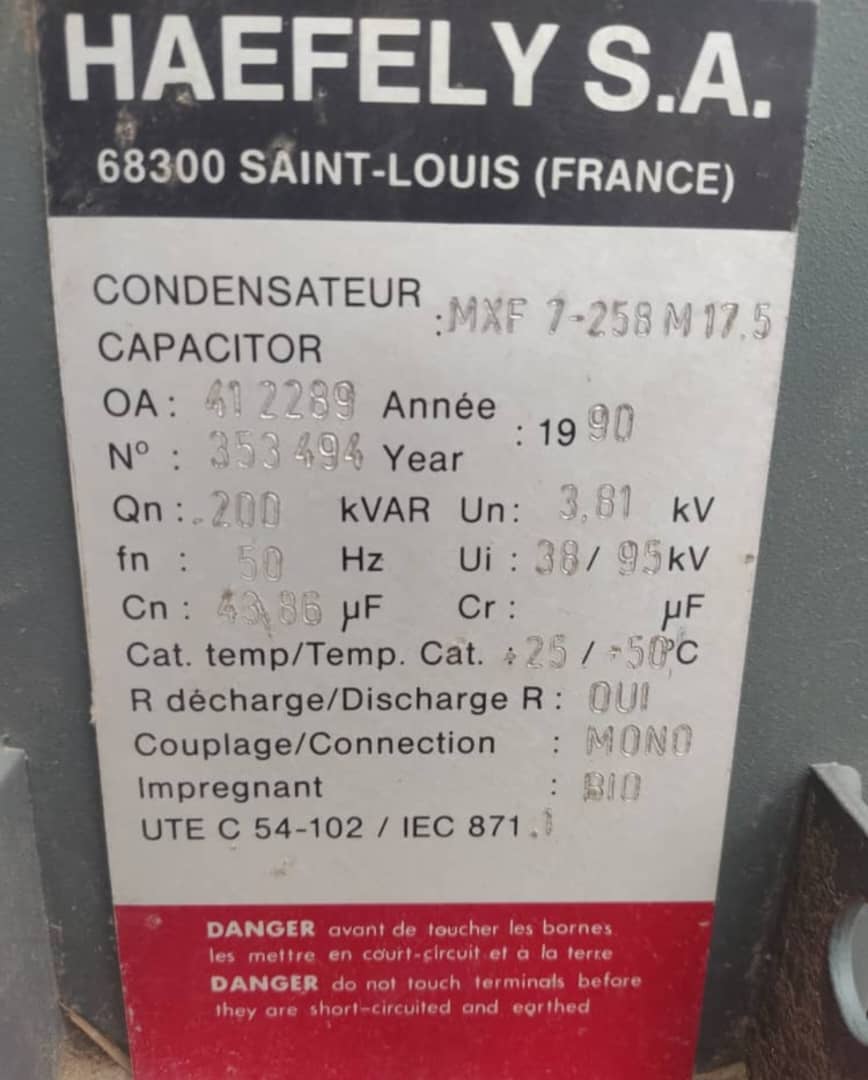 HAEFELY S.A.
68300 SAINT-LOUIS (FRANCE)
CONDENSATEUR
CAPACITOR : MXF 7-258 M 17.5
OA : 412289 Année
Nº : 353 494 Year : 19 90
Qn : 200 kVAR Un : 3,81 kV
fn : 50 Hz Ui : 38 / 95 kV
Cn : 43,86 µF Cr : µF
Cat. temp/Temp. Cat. +25 / -50°C
R décharge/Discharge R : OUI
Couplage/Connection : MONO
Impregnant : BIO
UTE C 54-102 / IEC 871.1
DANGER avant de toucher les bornes
les mettre en court-circuit et à la terre
DANGER do not touch terminals before
they are short-circuited and earthed